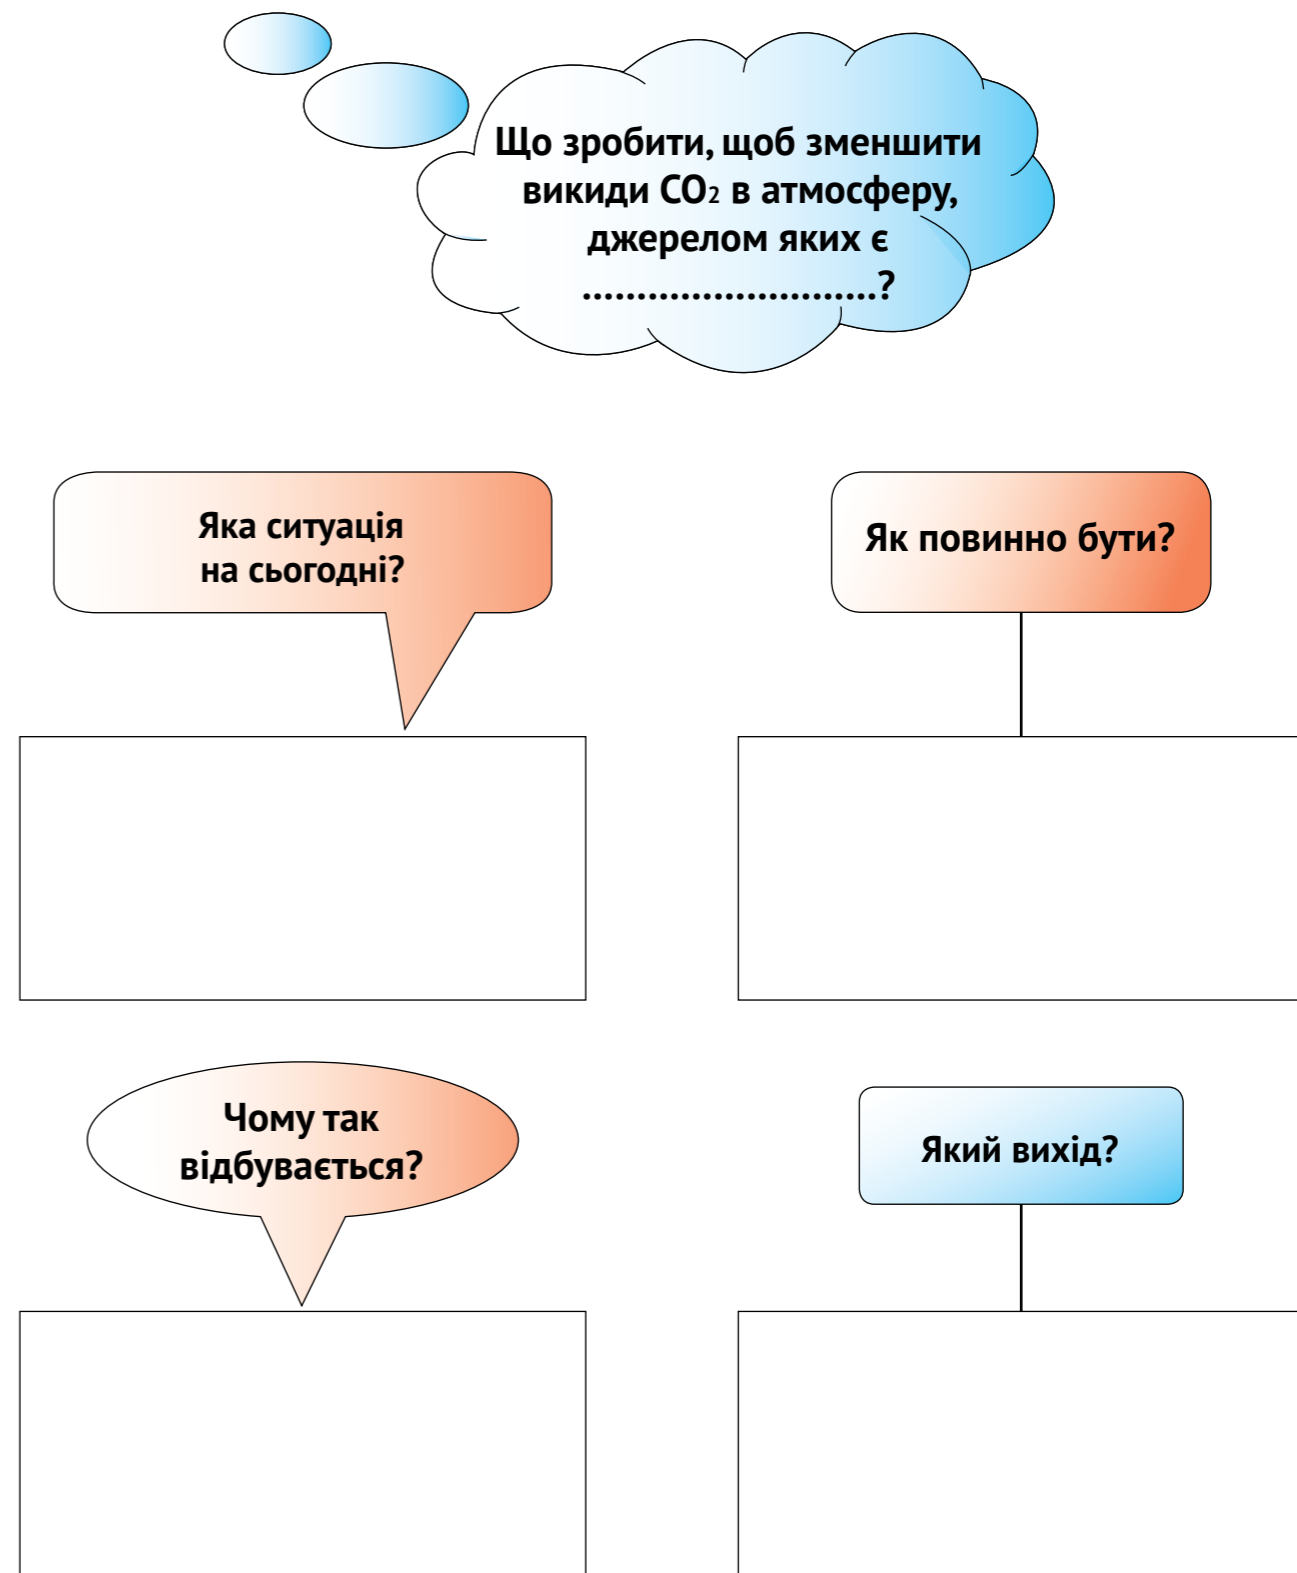 Що зробити, щоб зменшити
викиди СО₂ в атмосферу,
джерелом яких є
...........................?
Яка ситуація
на сьогодні?
Як повинно бути?
Чому так
відбувається?
Який вихід?